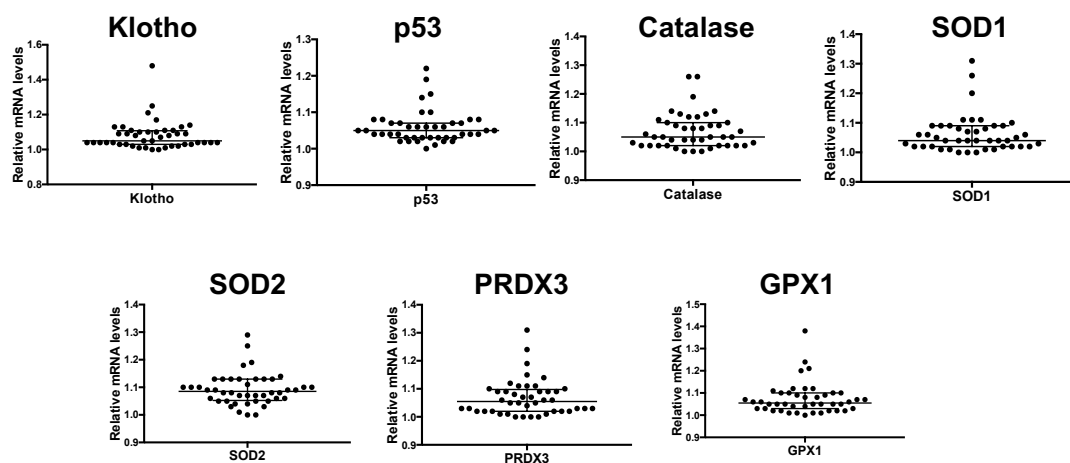 Klotho
Relative mRNA levels
1.6
1.4
1.2
1.0
0.8
Klotho
p53
Relative mRNA levels
1.3
1.2
1.1
1.0
0.9
p53
Catalase
Relative mRNA levels
1.4
1.3
1.2
1.1
1.0
0.9
Catalase
SOD1
Relative mRNA levels
1.4
1.3
1.2
1.1
1.0
0.9
SOD1
SOD2
Relative mRNA levels
1.4
1.3
1.2
1.1
1.0
0.9
SOD2
PRDX3
Relative mRNA levels
1.4
1.3
1.2
1.1
1.0
0.9
PRDX3
GPX1
Relative mRNA levels
1.5
1.4
1.3
1.2
1.1
1.0
0.9
GPX1